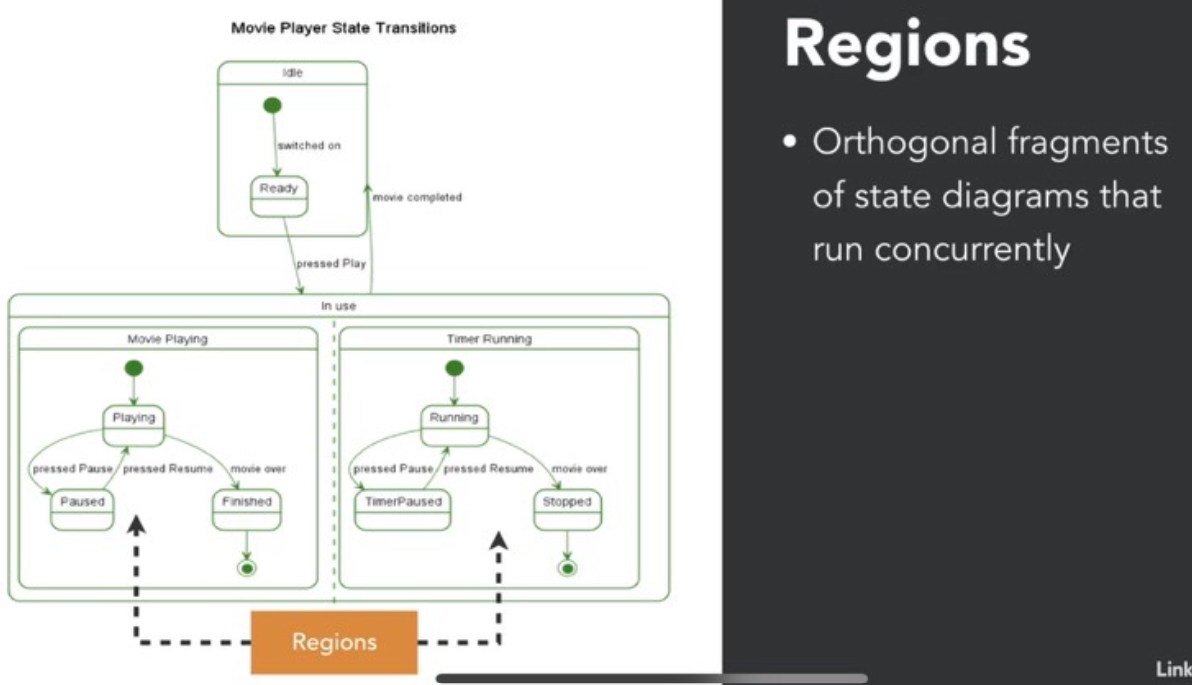 Movie Player State Transitions
Idle
switched on
Ready
movie completed
pressed Play
In use
Movie Playing
Playing
pressed Pause
pressed Resume
movie over
Paused
Finished
Timer Running
Running
pressed Pause
pressed Resume
movie over
TimerPaused
Stopped
Regions
Regions
• Orthogonal fragments
of state diagrams that
run concurrently
Link